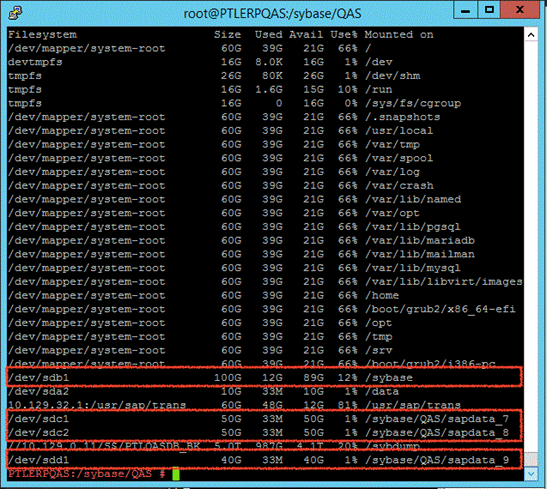 root@PTLERPQAS:/sybase/QAS
Filesystem Size Used Avail Use% Mounted on
/dev/mapper/system-root 60G 39G 21G 66% /
devtmpfs 16G 8.0K 16G 1% /dev
tmpfs 26G 80K 26G 1% /dev/shm
tmpfs 16G 1.6G 15G 10% /run
tmpfs 16G 0 16G 0% /sys/fs/cgroup
/dev/mapper/system-root 60G 39G 21G 66% /.snapshots
/dev/mapper/system-root 60G 39G 21G 66% /usr/local
/dev/mapper/system-root 60G 39G 21G 66% /var/tmp
/dev/mapper/system-root 60G 39G 21G 66% /var/spool
/dev/mapper/system-root 60G 39G 21G 66% /var/log
/dev/mapper/system-root 60G 39G 21G 66% /var/crash
/dev/mapper/system-root 60G 39G 21G 66% /var/lib/named
/dev/mapper/system-root 60G 39G 21G 66% /var/opt
/dev/mapper/system-root 60G 39G 21G 66% /var/lib/pgsql
/dev/mapper/system-root 60G 39G 21G 66% /var/lib/mariadb
/dev/mapper/system-root 60G 39G 21G 66% /var/lib/mailman
/dev/mapper/system-root 60G 39G 21G 66% /var/lib/mysql
/dev/mapper/system-root 60G 39G 21G 66% /var/lib/libvirt/images
/dev/mapper/system-root 60G 39G 21G 66% /home
/dev/mapper/system-root 60G 39G 21G 66% /boot/grub2/x86_64-efi
/dev/mapper/system-root 60G 39G 21G 66% /opt
/dev/mapper/system-root 60G 39G 21G 66% /tmp
/dev/mapper/system-root 60G 39G 21G 66% /srv
/dev/mapper/system-root 60G 39G 21G 66% /boot/grub2/i386-pc
/dev/sdb1 100G 12G 89G 12% /sybase
/dev/sda2 10G 33M 10G 1% /data
10.129.32.1:/usr/sap/trans 60G 48G 12G 81% /usr/sap/trans
/dev/sdc1 50G 33M 50G 1% /sybase/QAS/sapdata_7
/dev/sdc2 50G 33M 50G 1% /sybase/QAS/sapdata_8
//10.129.0.11/S$/PTLQASDB_BK 5.0T 987G 4.1T 20% /sybdump
/dev/sdd1 40G 33M 40G 1% /sybase/QAS/sapdata_9
PTLERPQAS:/sybase/QAS #